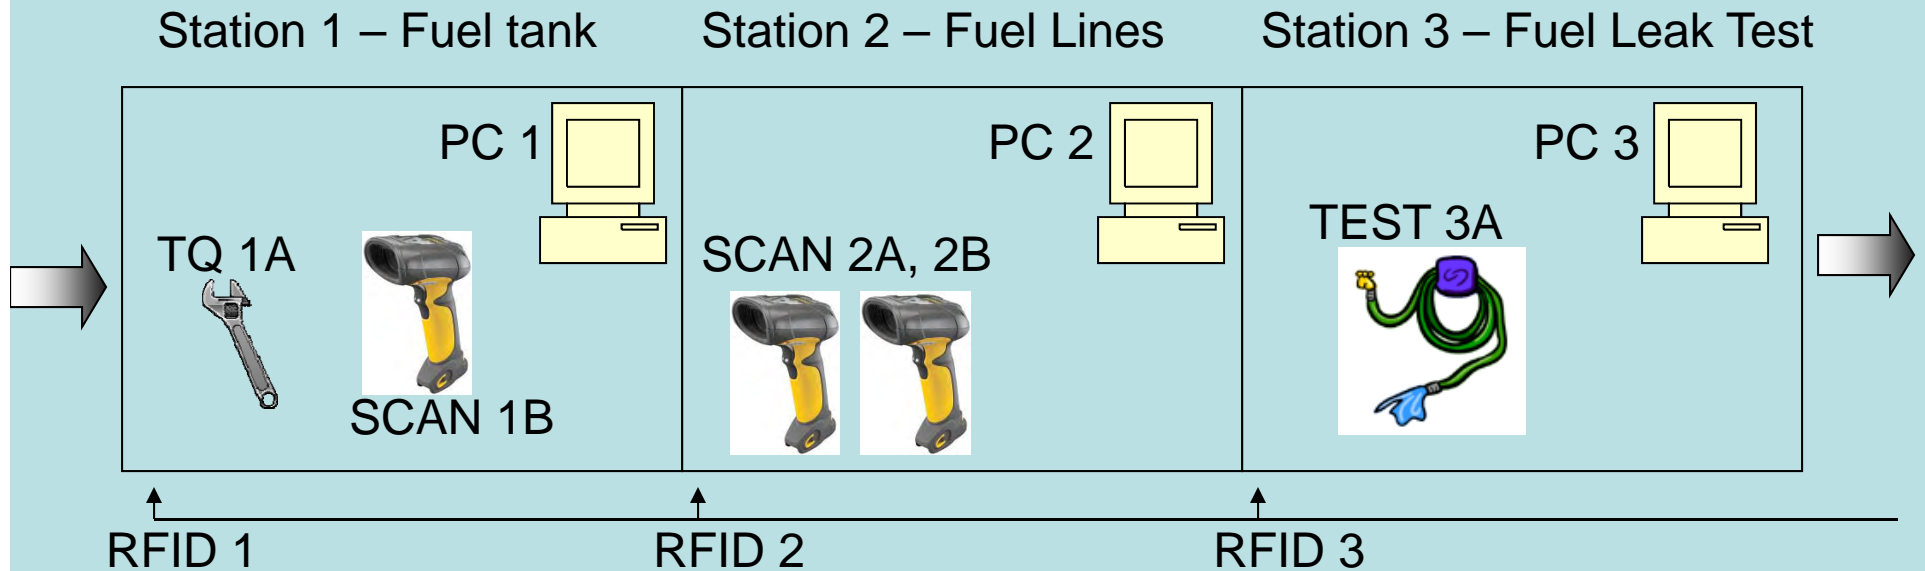 Station 1 – Fuel tank
Station 2 – Fuel Lines
Station 3 – Fuel Leak Test
PC 1
PC 2
PC 3
TQ 1A
SCAN 1B
SCAN 2A, 2B
TEST 3A
RFID 1
RFID 2
RFID 3